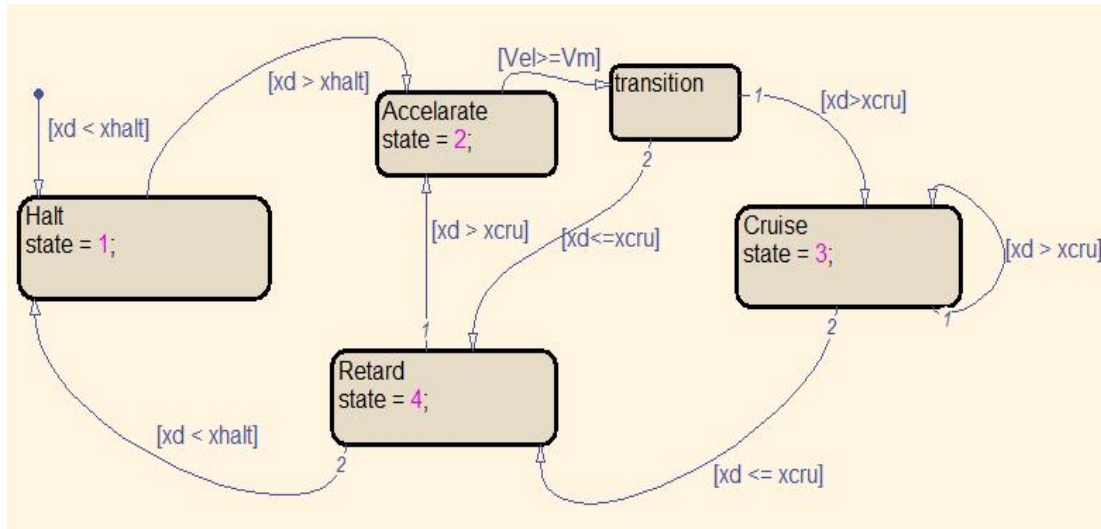 [Vel>=Vm]
[xd > xhalt]
transition
1
[xd>xcru]
[xd < xhalt]
Accelarate
state = 2;
2
Halt
state = 1;
[xd > xcru]
[xd<=xcru]
Cruise
state = 3;
[xd > xcru]
1
2
1
Retard
state = 4;
[xd < xhalt]
2
[xd <= xcru]